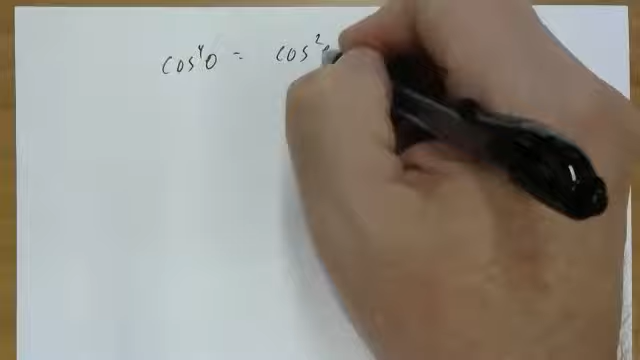 cos⁴θ = cos²